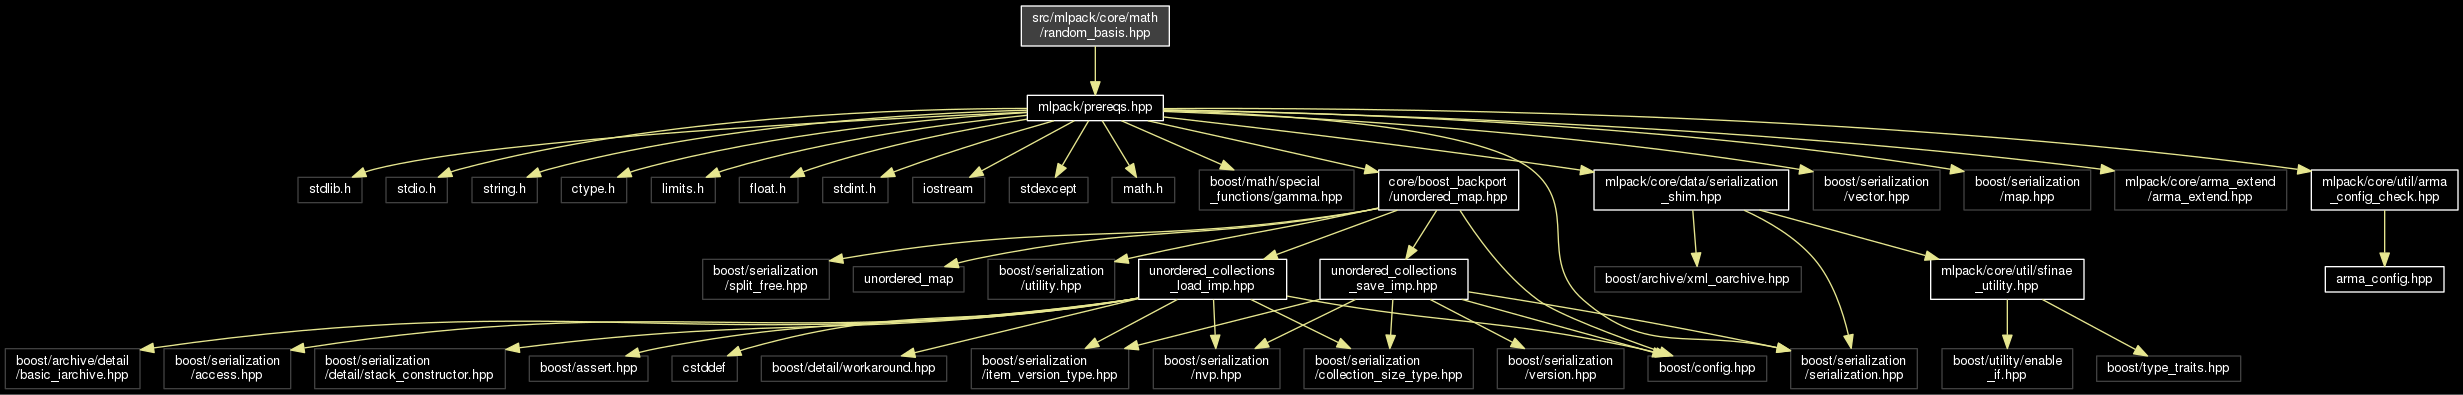 src/mlpack/core/math
/random_basis.hpp
mlpack/prereqs.hpp
stdlib.h
stdio.h
string.h
ctype.h
limits.h
float.h
stdint.h
iostream
stdexcept
math.h
boost/math/special
_functions/gamma.hpp
core/boost_backport
/unordered_map.hpp
mlpack/core/data/serialization
_shim.hpp
boost/serialization
/vector.hpp
boost/serialization
/map.hpp
mlpack/core/arma_extend
/arma_extend.hpp
mlpack/core/util/arma
_config_check.hpp
boost/serialization
/split_free.hpp
unordered_map
boost/serialization
/utility.hpp
unordered_collections
_load_imp.hpp
unordered_collections
_save_imp.hpp
boost/archive/xml_oarchive.hpp
mlpack/core/util/sfinae
_utility.hpp
arma_config.hpp
boost/archive/detail
/basic_iarchive.hpp
boost/serialization
/access.hpp
boost/serialization
/detail/stack_constructor.hpp
boost/assert.hpp
cstddef
boost/detail/workaround.hpp
boost/serialization
/item_version_type.hpp
boost/serialization
/nvp.hpp
boost/serialization
/collection_size_type.hpp
boost/serialization
/version.hpp
boost/config.hpp
boost/serialization
/serialization.hpp
boost/utility/enable
_if.hpp
boost/type_traits.hpp